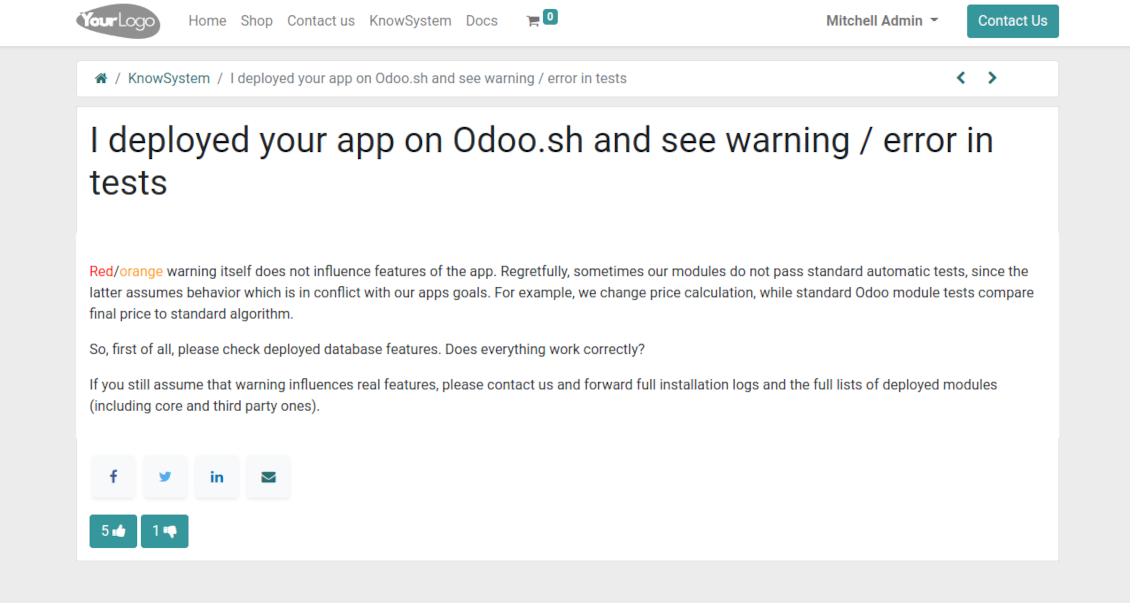 YourLogo Home Shop Contact us KnowSystem Docs 0 Mitchell Admin Contact Us
/ KnowSystem / I deployed your app on Odoo.sh and see warning / error in tests
I deployed your app on Odoo.sh and see warning / error in
tests
Red/orange warning itself does not influence features of the app. Regretfully, sometimes our modules do not pass standard automatic tests, since the
latter assumes behavior which is in conflict with our apps goals. For example, we change price calculation, while standard Odoo module tests compare
final price to standard algorithm.
So, first of all, please check deployed database features. Does everything work correctly?
If you still assume that warning influences real features, please contact us and forward full installation logs and the full lists of deployed modules
(including core and third party ones).
5 1